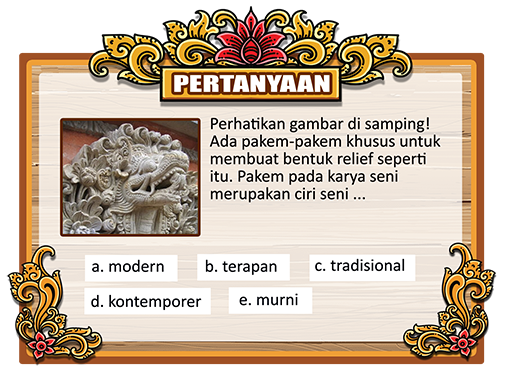 PERTANYAAN
Perhatikan gambar di samping!
Ada pakem-pakem khusus untuk
membuat bentuk relief seperti
itu. Pakem pada karya seni
merupakan ciri seni ...
a. modern b. terapan c. tradisional
d. kontemporer e. murni